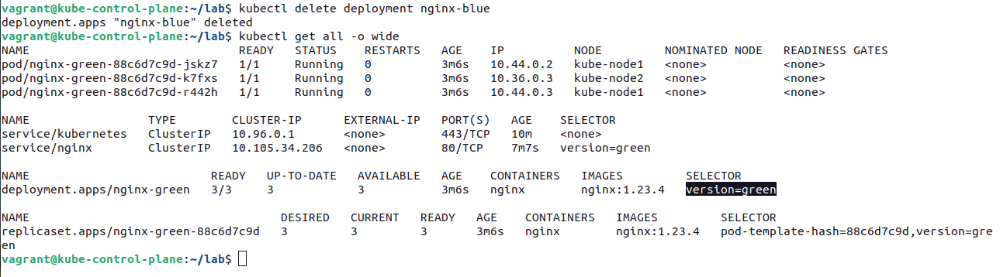 vagrant@kube-control-plane:~/lab$ kubectl delete deployment nginx-blue
deployment.apps "nginx-blue" deleted
vagrant@kube-control-plane:~/lab$ kubectl get all -o wide
NAME                              READY   STATUS    RESTARTS   AGE    IP          NODE         NOMINATED NODE   READINESS GATES
pod/nginx-green-88c6d7c9d-jskz7   1/1     Running   0          3m6s   10.44.0.2   kube-node1   <none>           <none>
pod/nginx-green-88c6d7c9d-k7fxs   1/1     Running   0          3m6s   10.36.0.3   kube-node2   <none>           <none>
pod/nginx-green-88c6d7c9d-r442h   1/1     Running   0          3m6s   10.44.0.3   kube-node1   <none>           <none>
NAME                 TYPE        CLUSTER-IP      EXTERNAL-IP   PORT(S)   AGE    SELECTOR
service/kubernetes   ClusterIP   10.96.0.1       <none>        443/TCP   10m    <none>
service/nginx        ClusterIP   10.105.34.206   <none>        80/TCP    7m7s   version=green
NAME                          READY   UP-TO-DATE   AVAILABLE   AGE    CONTAINERS   IMAGES         SELECTOR
deployment.apps/nginx-green   3/3     3            3           3m6s   nginx        nginx:1.23.4   version=green
NAME                                    DESIRED   CURRENT   READY   AGE    CONTAINERS   IMAGES         SELECTOR
replicaset.apps/nginx-green-88c6d7c9d   3         3         3       3m6s   nginx        nginx:1.23.4   pod-template-hash=88c6d7c9d,version=gre
en
vagrant@kube-control-plane:~/lab$